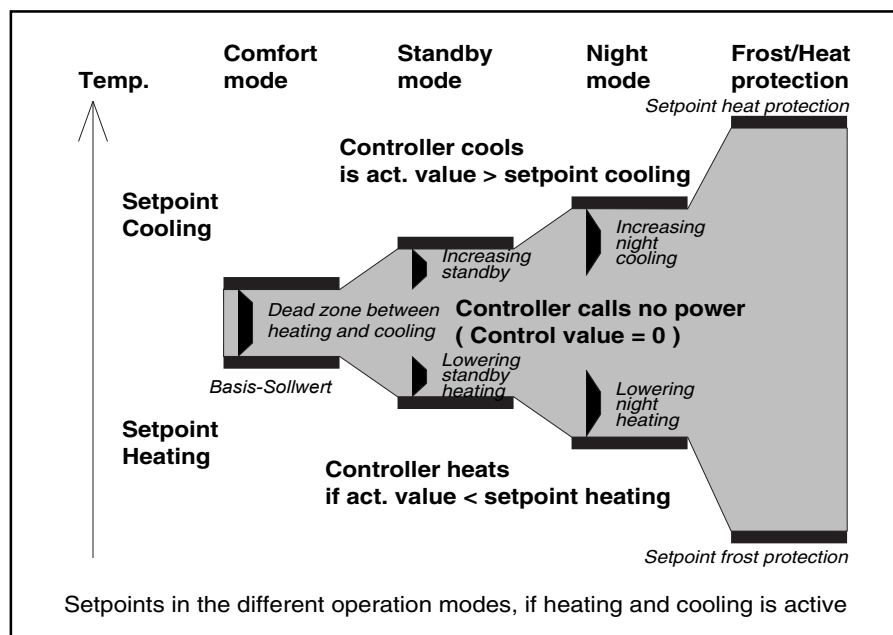 Comfort
mode
Standby
mode
Night
mode
Frost/Heat
protection
Temp.
Setpoint heat protection
Controller cools
is act. value > setpoint cooling
Setpoint
Cooling
Increasing
standby
Increasing
night
cooling
Dead zone between
heating and cooling
Controller calls no power
( Control value = 0 )
Basis-Sollwert
Lowering
standby
heating
Lowering
night
heating
Setpoint
Heating
Controller heats
if act. value < setpoint heating
Setpoint frost protection
Setpoints in the different operation modes, if heating and cooling is active